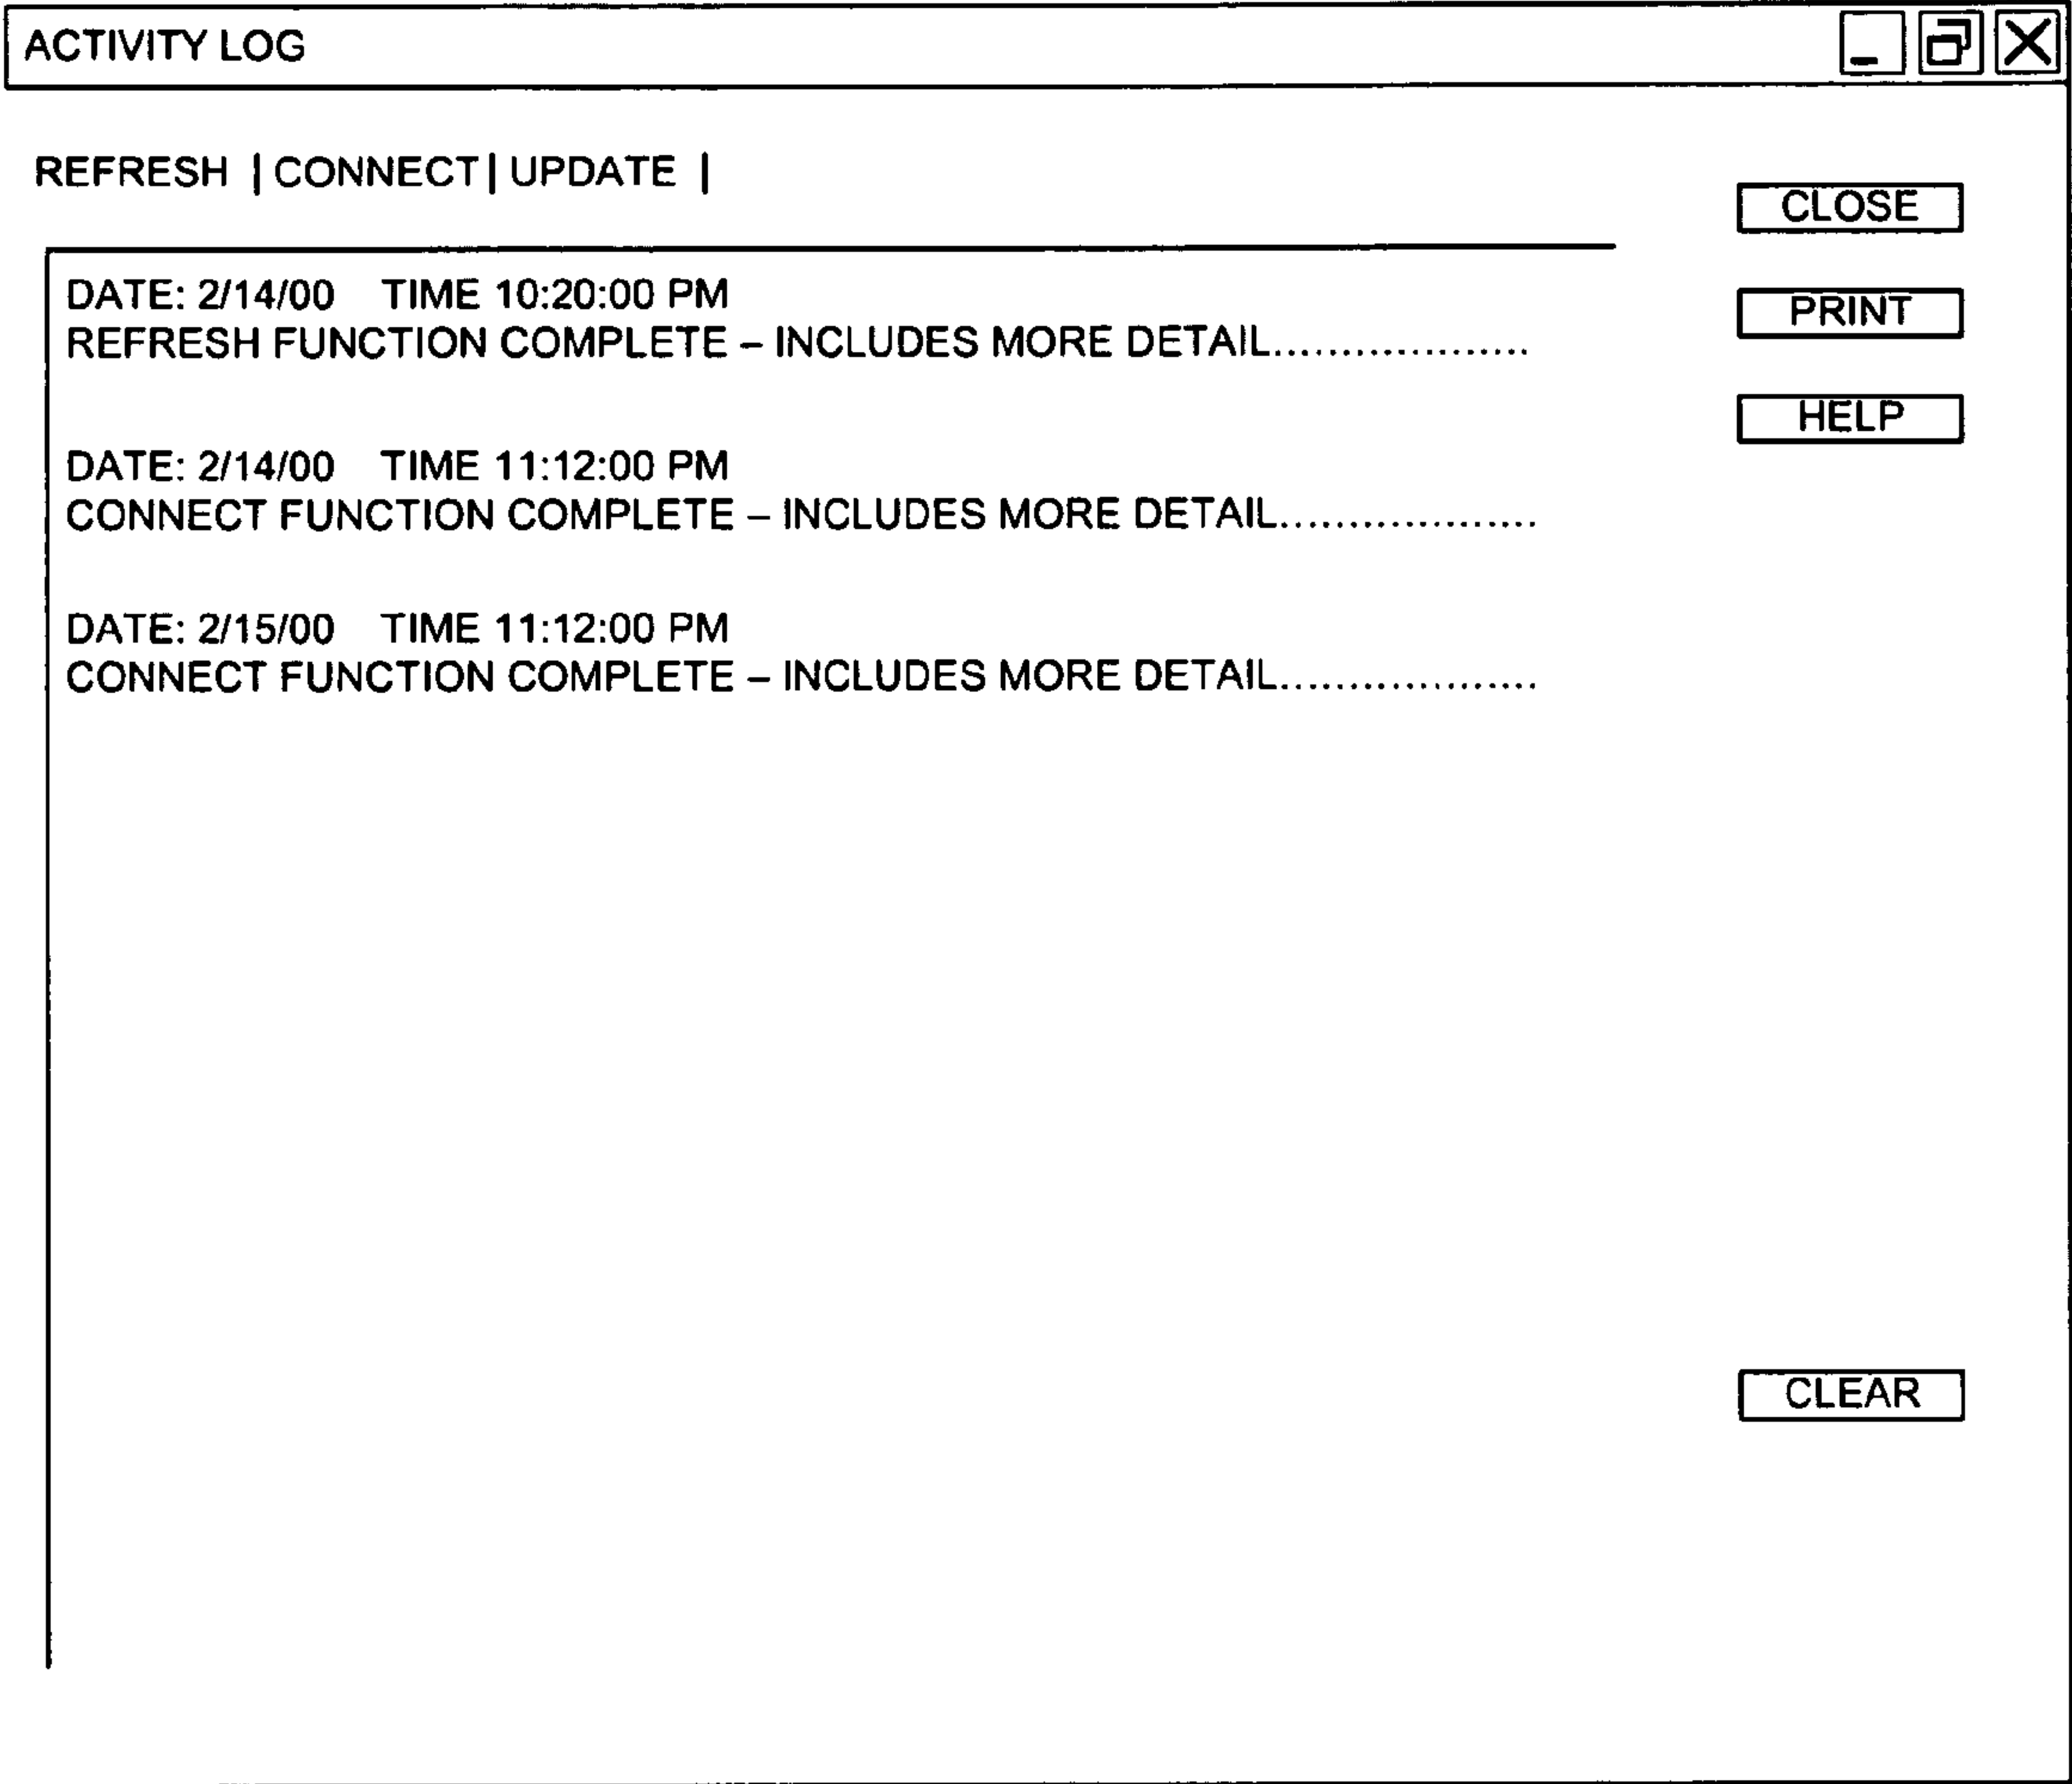 ACTIVITY LOG
REFRESH | CONNECT | UPDATE |
CLOSE
DATE: 2/14/00 TIME 10:20:00 PM
REFRESH FUNCTION COMPLETE – INCLUDES MORE DETAIL...................
PRINT
HELP
DATE: 2/14/00 TIME 11:12:00 PM
CONNECT FUNCTION COMPLETE – INCLUDES MORE DETAIL...................
DATE: 2/15/00 TIME 11:12:00 PM
CONNECT FUNCTION COMPLETE – INCLUDES MORE DETAIL...................
CLEAR